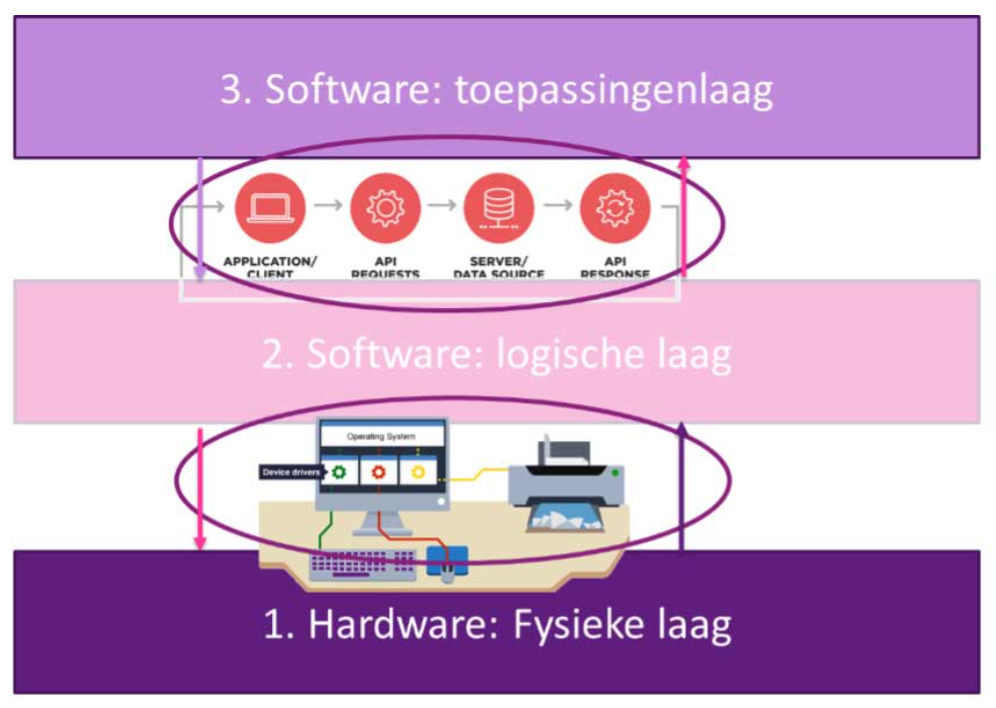 3. Software: toepassingenlaag
APPLICATION/
CLIENT
API
REQUESTS
SERVER/
DATA SOURCE
API
RESPONSE
2. Software: logische laag
Operating System
Device drivers
1. Hardware: Fysieke laag